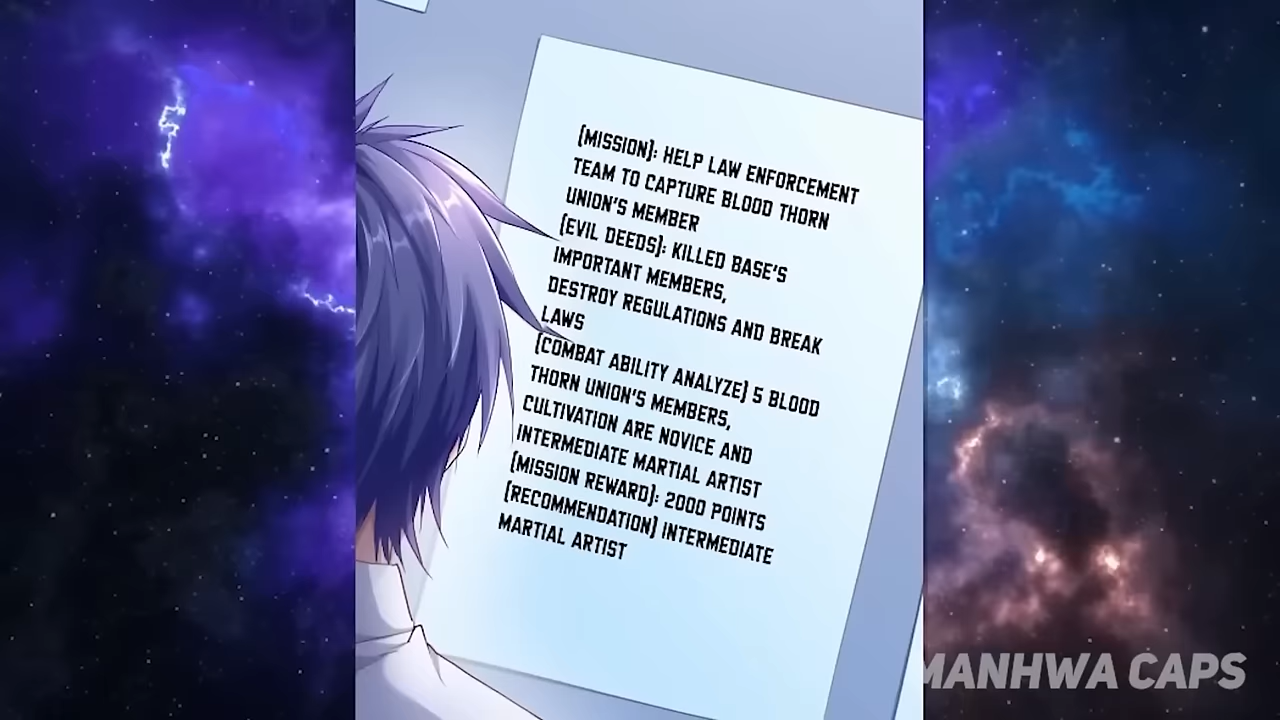 [MISSION]: HELP LAW ENFORCEMENT
TEAM TO CAPTURE BLOOD THORN
UNION'S MEMBER
[EVIL DEEDS]: KILLED BASE'S
IMPORTANT MEMBERS,
DESTROY REGULATIONS AND BREAK
LAWS
[COMBAT ABILITY ANALYZE] 5 BLOOD
THORN UNION'S MEMBERS,
CULTIVATION ARE NOVICE AND
INTERMEDIATE MARTIAL ARTIST
[MISSION REWARD]: 2000 POINTS
[RECOMMENDATION] INTERMEDIATE
MARTIAL ARTIST
MANHWA CAPS